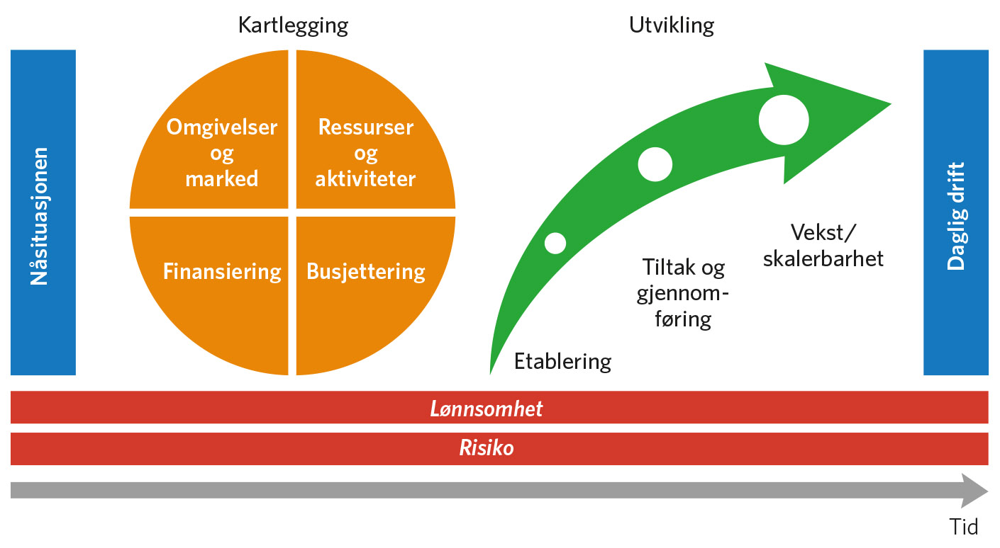 Kartlegging
Utvikling
Nåsituasjonen
Omgivelser
og
marked
Ressurser
og
aktiviteter
Finansiering
Busjettering
Etablering
Tiltak og
gjennom-
føring
Vekst/
skalerbarhet
Daglig drift
Lønnsomhet
Risiko
Tid